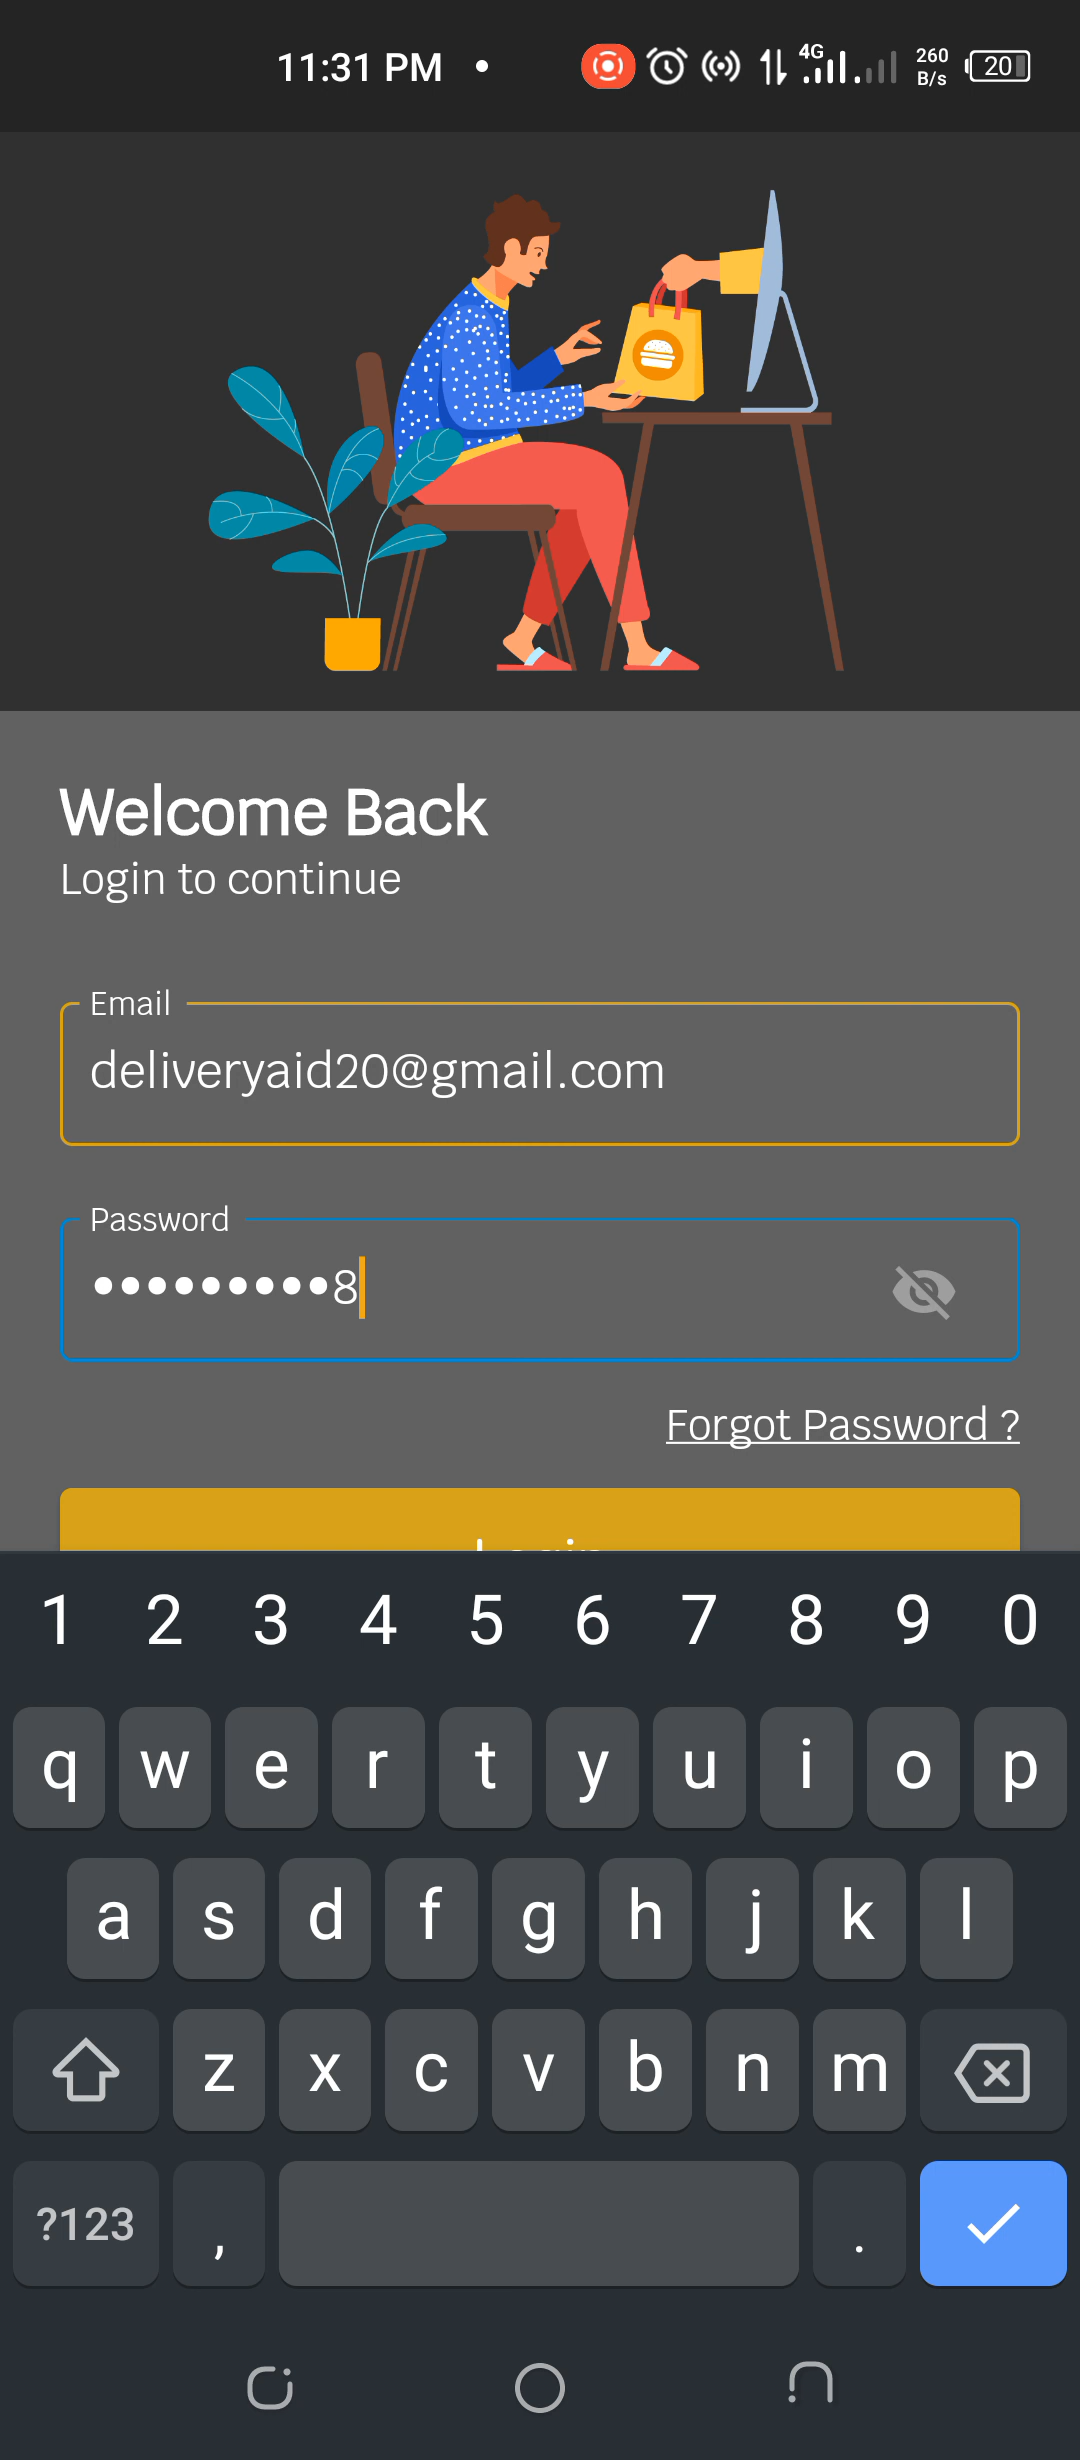 11:31 PM
4G
260
B/s
20
Welcome Back
Login to continue
Email
deliveryaid20@gmail.com
Password
•••••••••8
Forgot Password ?
Login
1 2 3 4 5 6 7 8 9 0
q w e r t y u i o p
a s d f g h j k l
z x c v b n m
?123 , .